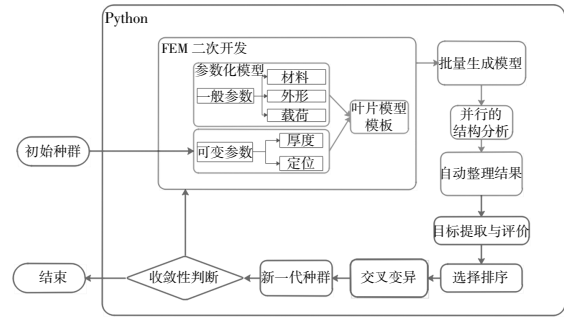 Python
FEM 二次开发
参数化模型
一般参数
材料
外形
载荷
可变参数
厚度
定位
叶片模型
模板
批量生成模型
并行的
结构分析
自动整理结果
目标提取与评价
选择排序
交叉变异
新一代种群
收敛性判断
结束
初始种群